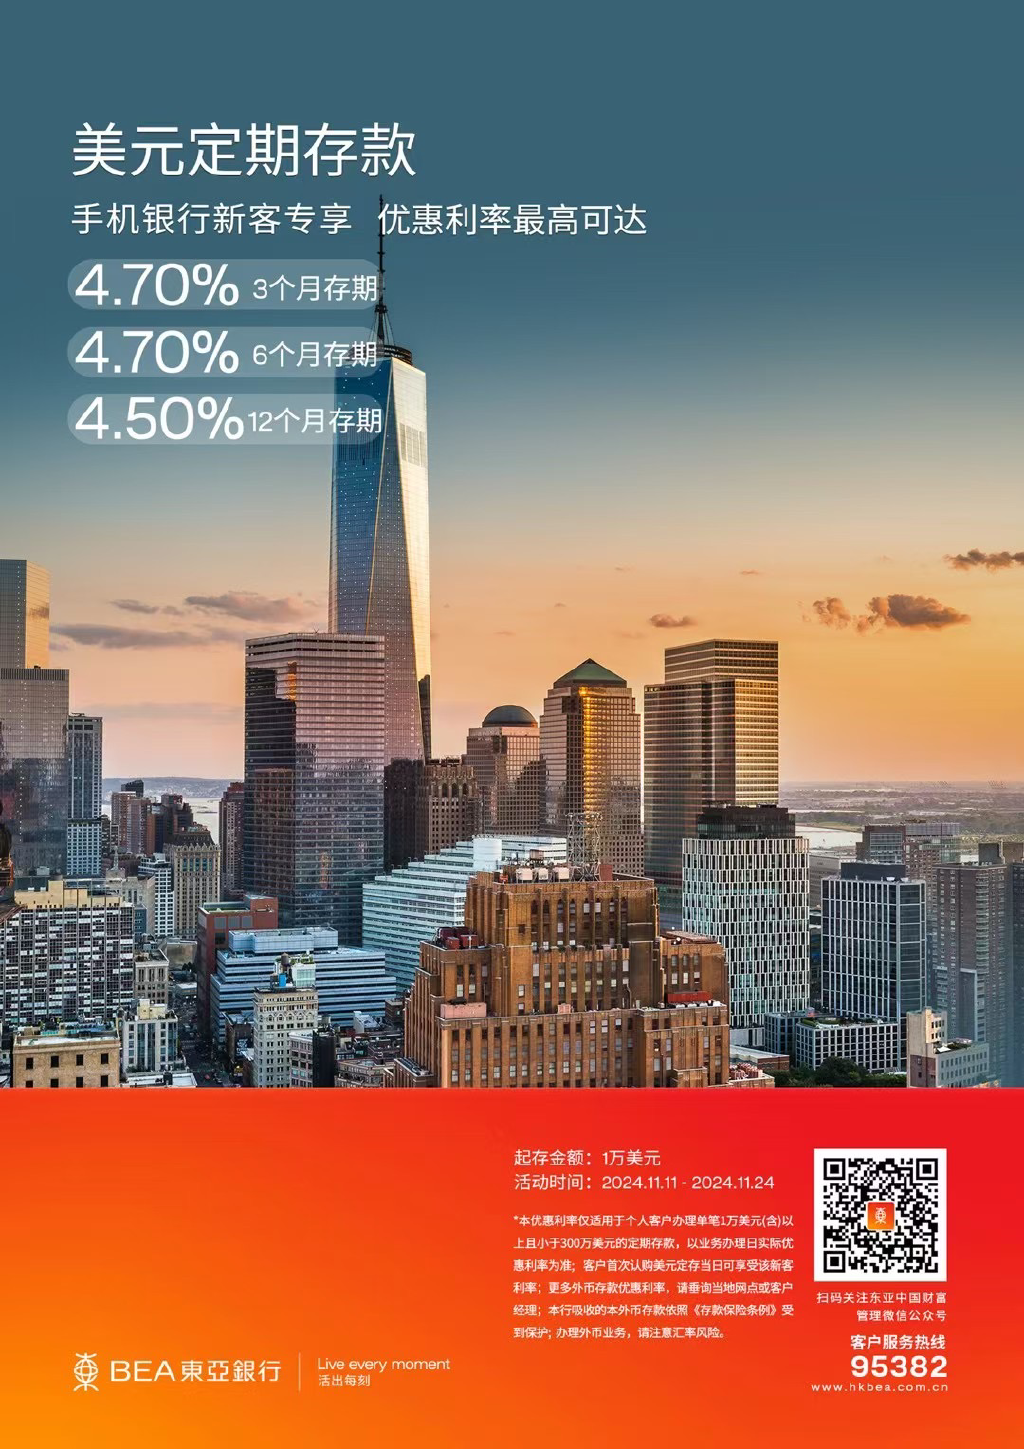 美元定期存款
手机银行新客专享 优惠利率最高可达
4.70% 3个月存期
4.70% 6个月存期
4.50% 12个月存期
起存金额：1万美元
活动时间：2024.11.11 - 2024.11.24
*本优惠利率仅适用于个人客户办理单笔1万美元(含)以
上且小于300万美元的定期存款，以业务办理日实际优
惠利率为准；客户首次认购美元定存当日可享受该新客
利率；更多外币存款优惠利率，请垂询当地网点或客户
经理；本行吸收的本外币存款依照《存款保险条例》受
到保护; 办理外币业务，请注意汇率风险。
扫码关注东亚中国财富
管理微信公众号
客户服务热线
95382
www.hkbea.com.cn
BEA東亞銀行
Live every moment
活出每刻